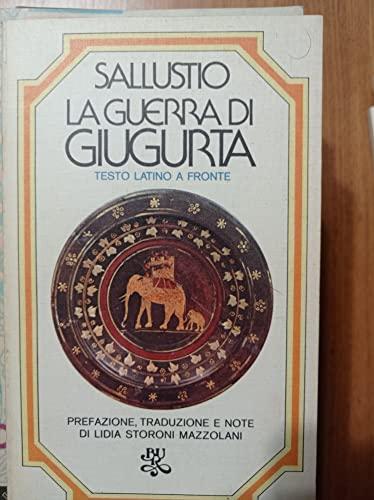 SALLUSTIO
LA GUERRA DI
GIUGURTA
TESTO LATINO A FRONTE
PREFAZIONE, TRADUZIONE E NOTE
DI LIDIA STORONI MAZZOLANI
BUR